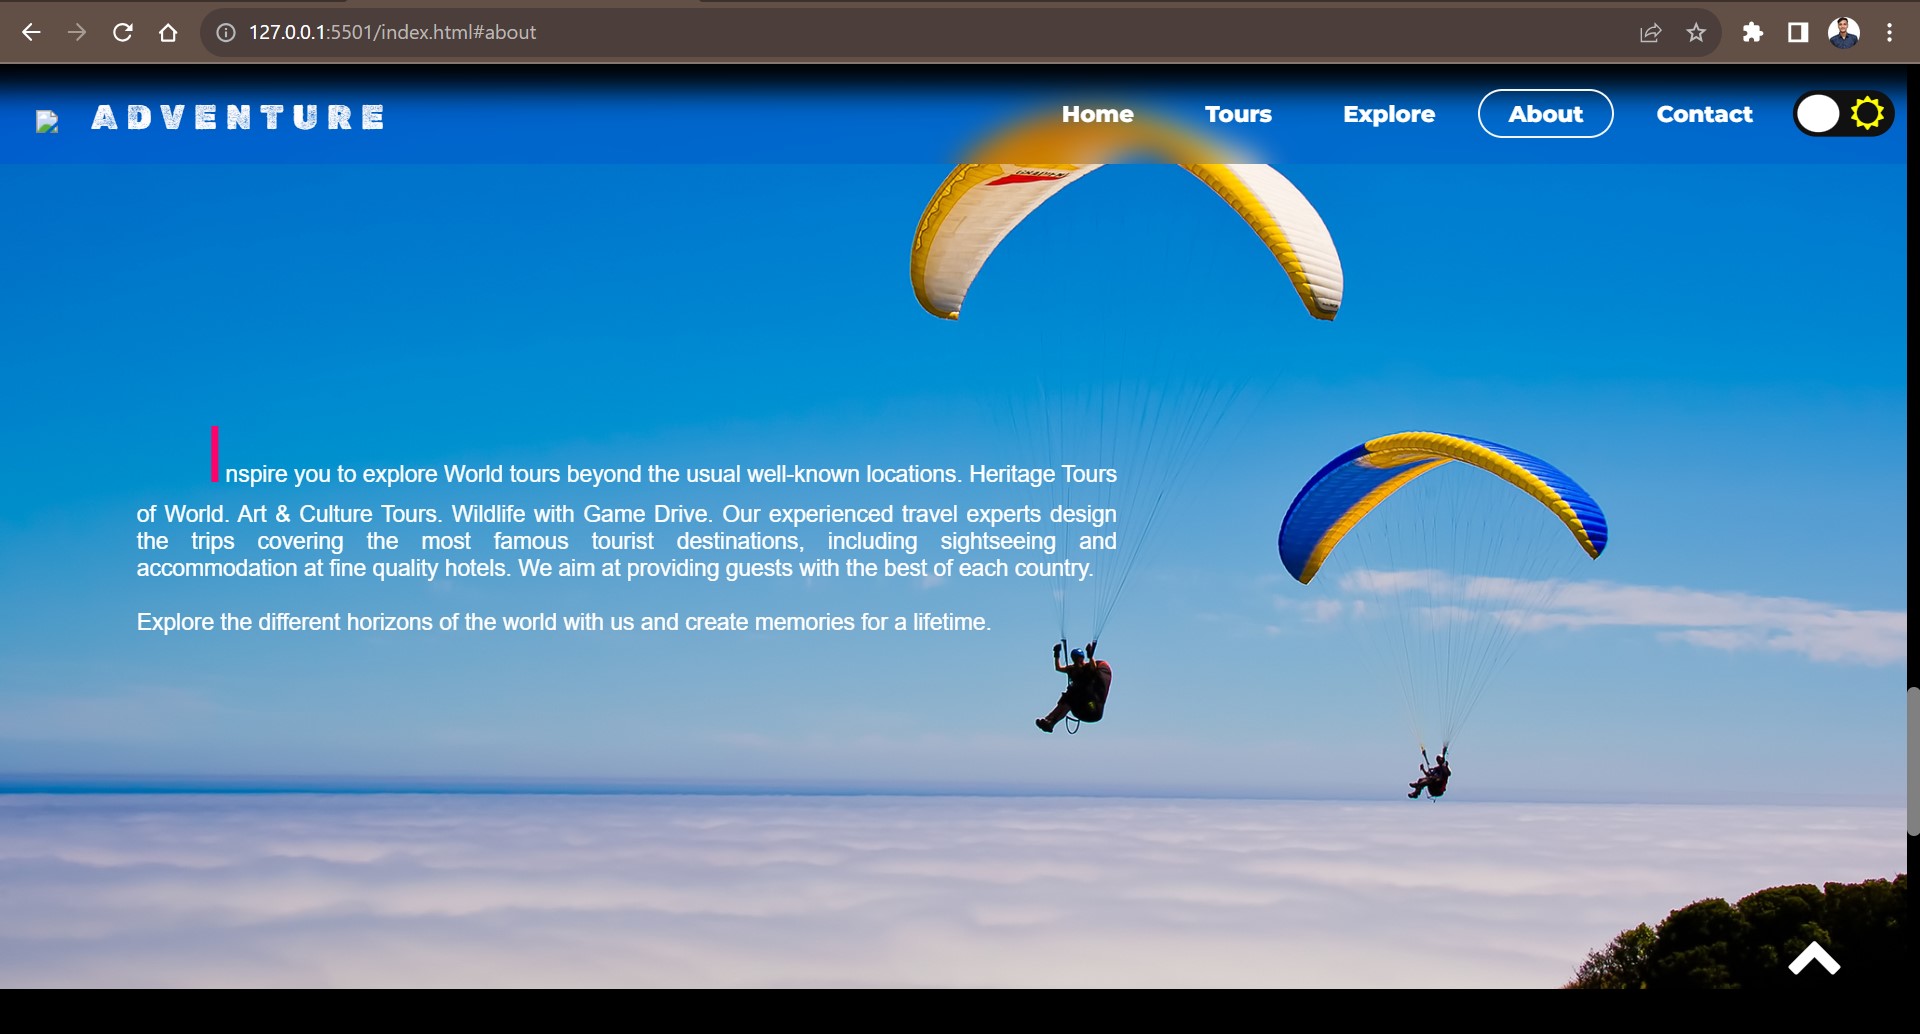 127.0.0.1:5501/index.html#about
ADVENTURE
Home Tours Explore About Contact
Inspire you to explore World tours beyond the usual well-known locations. Heritage Tours
of World. Art & Culture Tours. Wildlife with Game Drive. Our experienced travel experts design
the trips covering the most famous tourist destinations, including sightseeing and
accommodation at fine quality hotels. We aim at providing guests with the best of each country.
Explore the different horizons of the world with us and create memories for a lifetime.